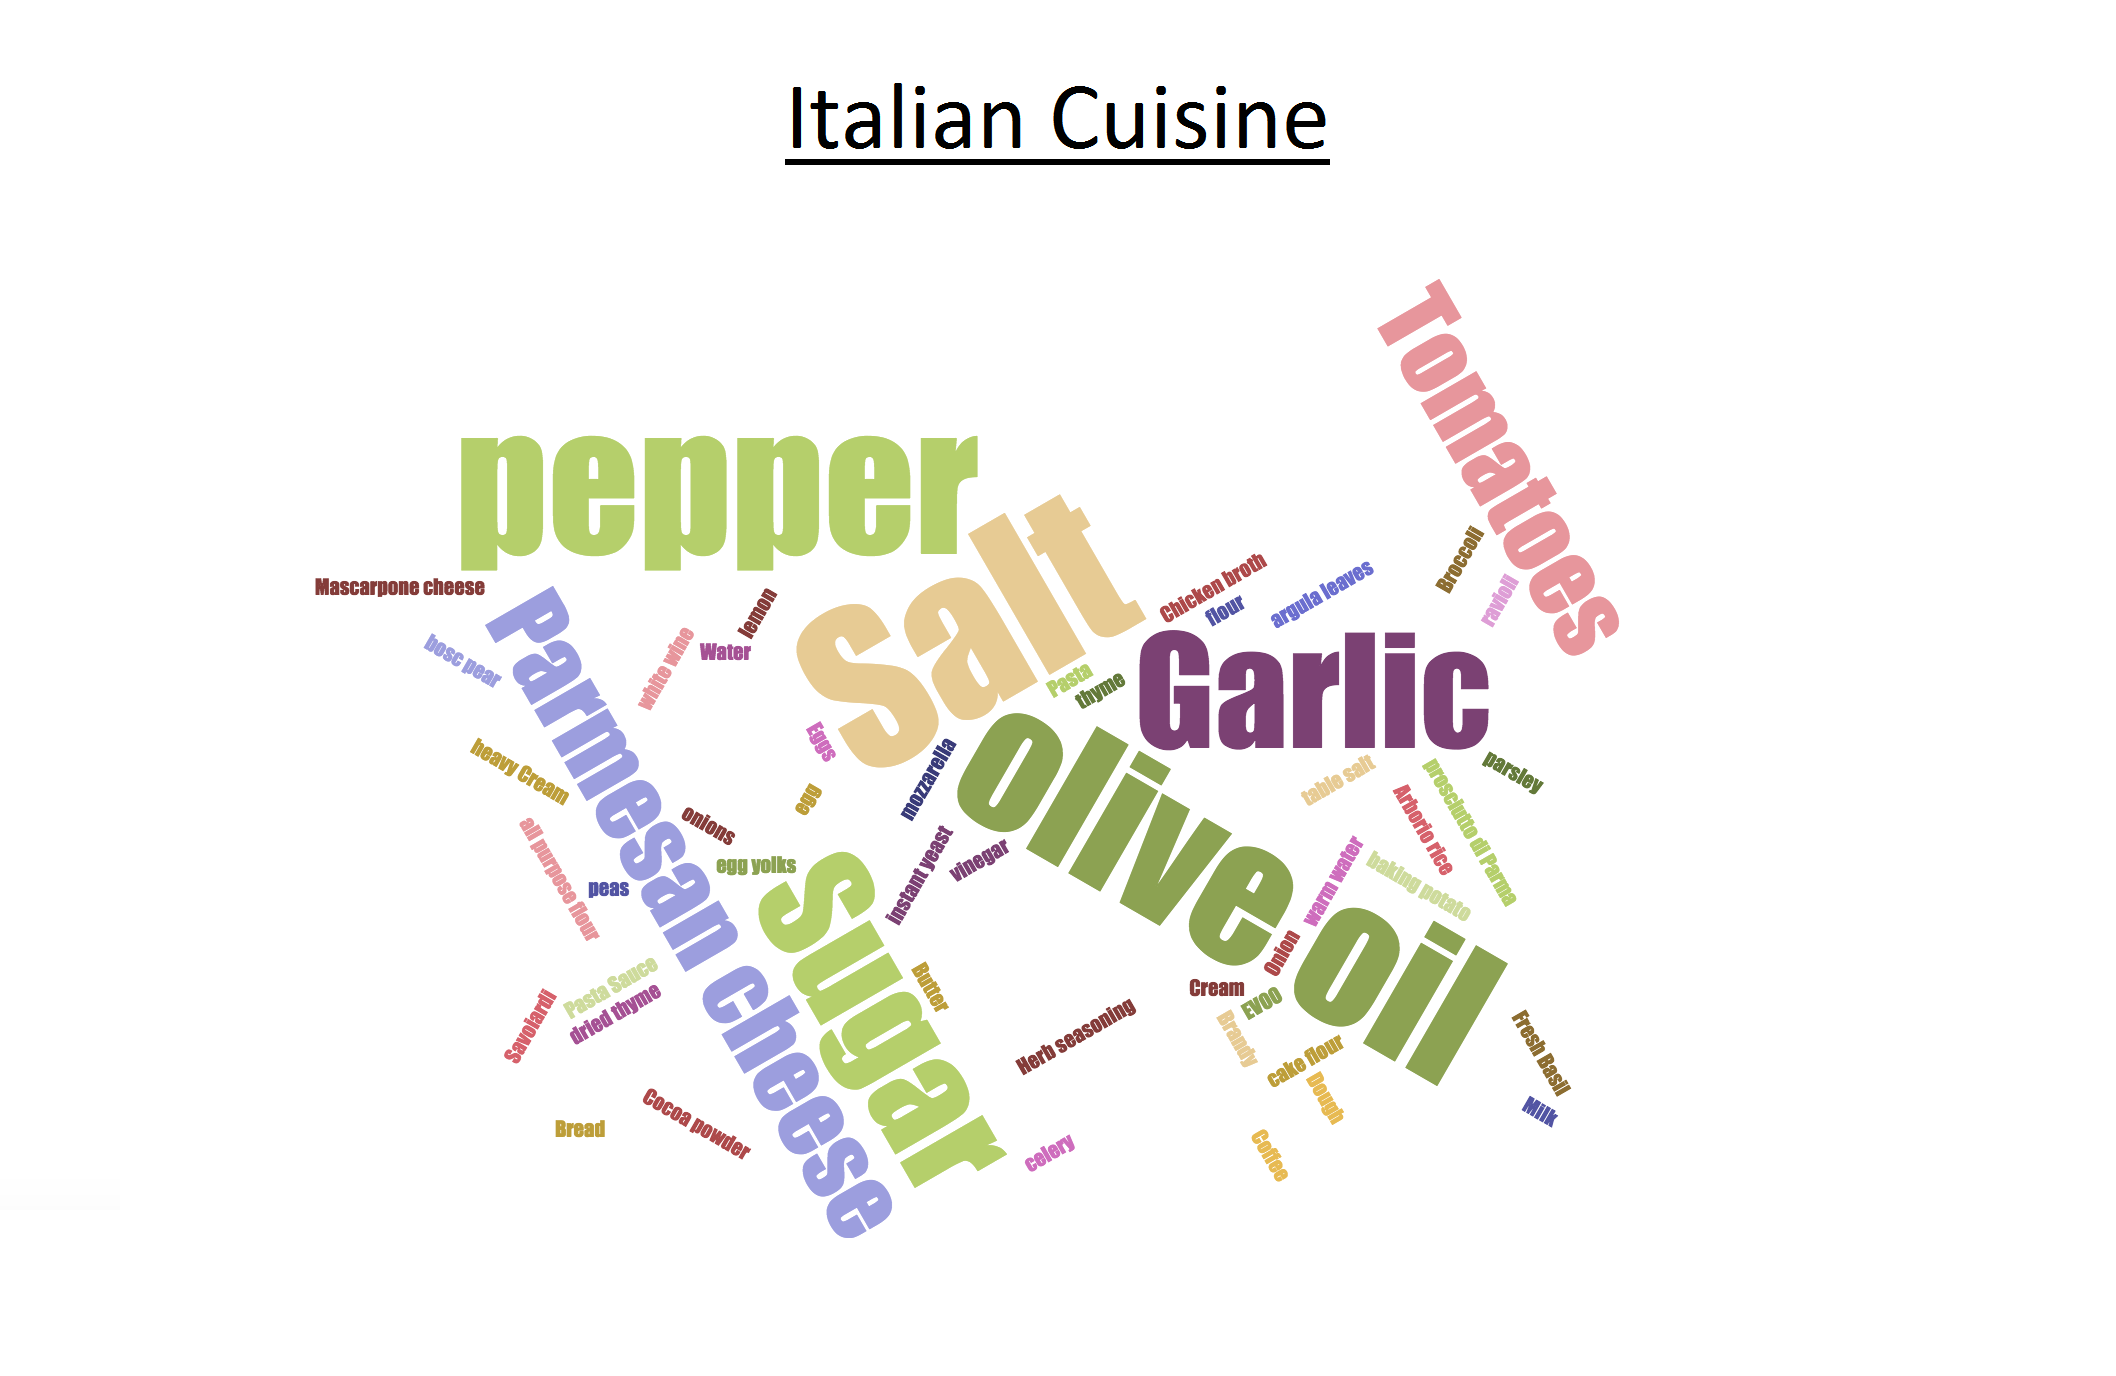 Italian Cuisine
Tomatoes
pepper
Salt
Broccoli
Chicken broth
argula leaves
ravioli
flour
Mascarpone cheese
lemon
Parmesan cheese
bosc pear
white wine
Water
Garlic
Pasta
thyme
Eggs
heavy Cream
mozzarella
olive oil
table salt
parsley
egg
onions
all purpose flour
egg yolks
peas
instant yeast
vinegar
Arborio rice
prosciutto di Parma
warm water
baking potato
Sugar
Onion
Pasta Sauce
dried thyme
Savoiardi
Butter
Cream
EVOO
Herb seasoning
Brandy
cake flour
Fresh Basil
Dough
Milk
Bread
Cocoa powder
celery
Coffee